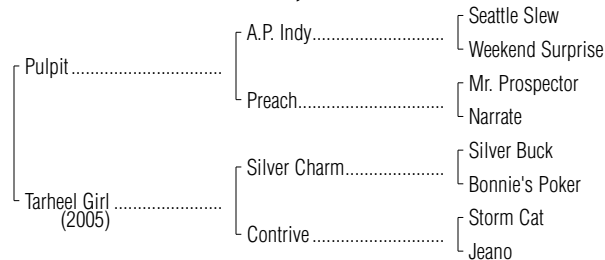 Seattle Slew
A.P. Indy
Weekend Surprise
Pulpit
Mr. Prospector
Preach
Narrate
Silver Buck
Silver Charm
Bonnie's Poker
Tarheel Girl
(2005)
Storm Cat
Contrive
Jeano